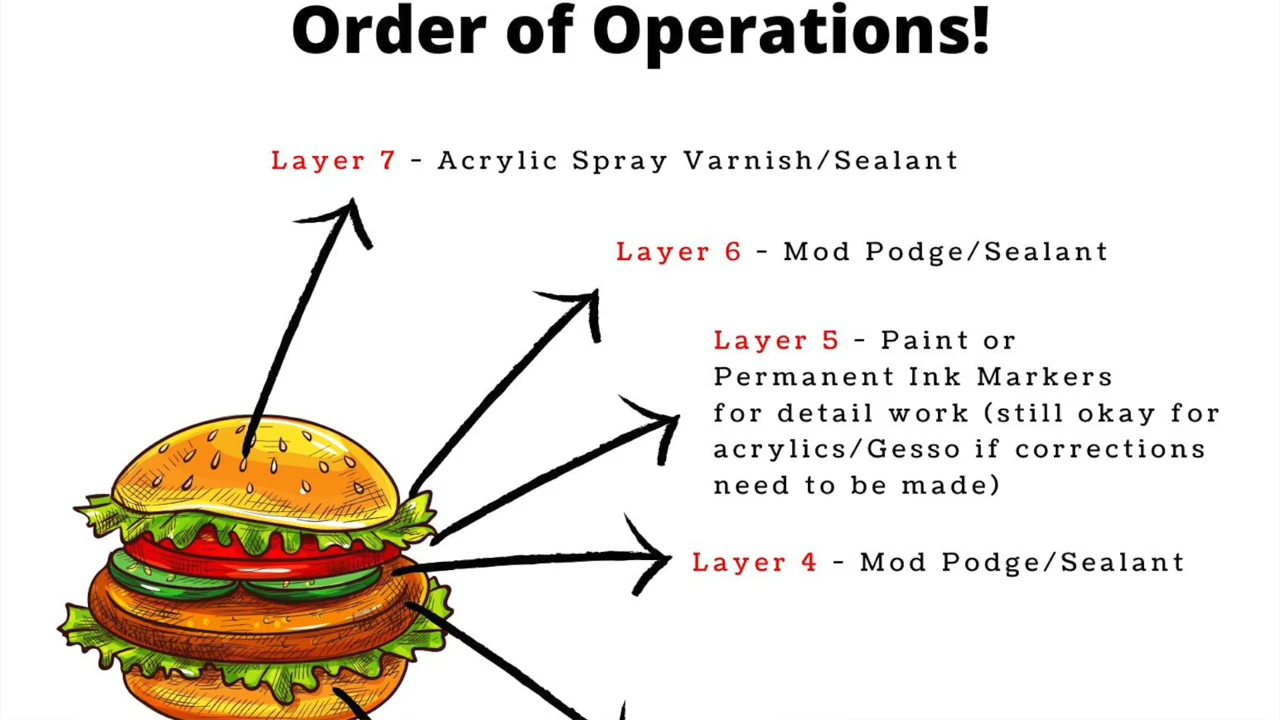 Order of Operations!
Layer 7 - Acrylic Spray Varnish/Sealant
Layer 6 - Mod Podge/Sealant
Layer 5 - Paint or
Permanent Ink Markers
for detail work (still okay for
acrylics/Gesso if corrections
need to be made)
Layer 4 - Mod Podge/Sealant